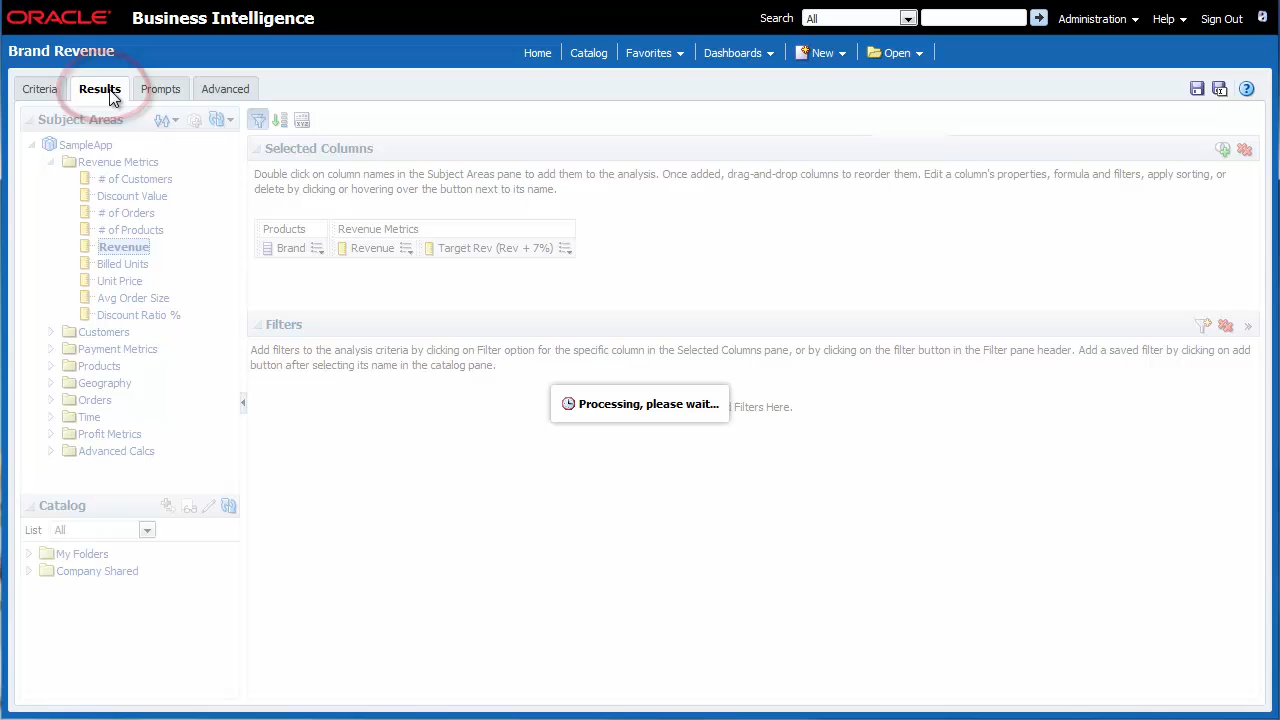 ORACLE Business Intelligence
Search All Administration Help Sign Out
Brand Revenue
Home Catalog Favorites Dashboards New Open
Criteria Results Prompts Advanced
Subject Areas
SampleApp
Revenue Metrics
# of Customers
Discount Value
# of Orders
# of Products
Revenue
Billed Units
Unit Price
Avg Order Size
Discount Ratio %
Customers
Payment Metrics
Products
Geography
Orders
Time
Profit Metrics
Advanced Calcs
Catalog
List All
My Folders
Company Shared
Selected Columns
Double click on column names in the Subject Areas pane to add them to the analysis. Once added, drag-and-drop columns to reorder them. Edit a column's properties, formula and filters, apply sorting, or
delete by clicking or hovering over the button next to its name.
Products Revenue Metrics
Brand Revenue Target Rev (Rev + 7%)
Filters
Add filters to the analysis criteria by clicking on Filter option for the specific column in the Selected Columns pane, or by clicking on the filter button in the Filter pane header. Add a saved filter by clicking on add
button after selecting its name in the catalog pane.
Processing, please wait...
Filters Here.